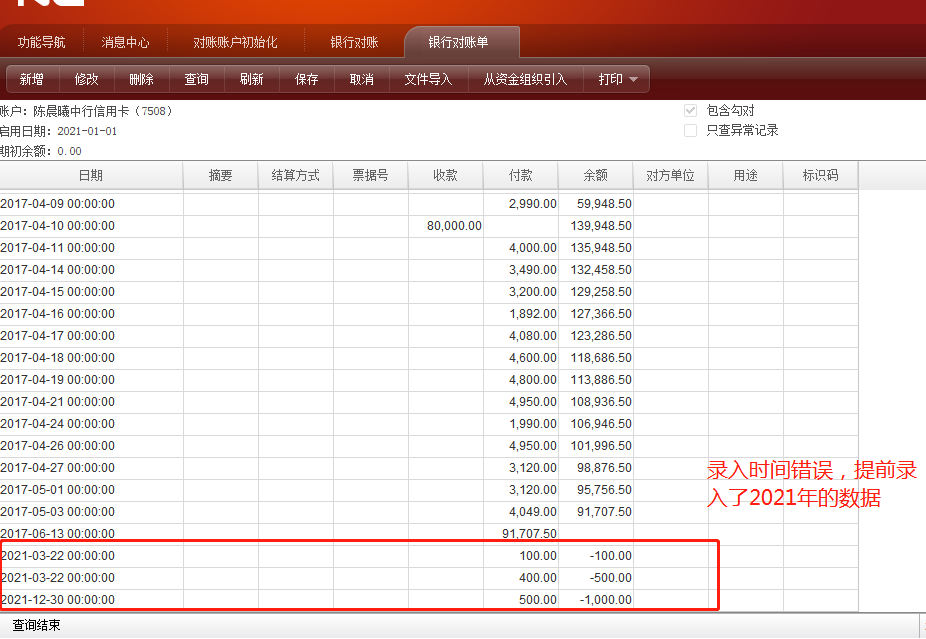 功能导航 消息中心 对账账户初始化 银行对账 银行对账单
新增 修改 删除 查询 刷新 保存 取消 文件导入 从资金组织引入 打印
账户: 陈晨曦中行信用卡（7508） 包含勾对
启用日期: 2021-01-01 只查异常记录
期初余额: 0.00
日期 摘要 结算方式 票据号 收款 付款 余额 对方单位 用途 标识码
2017-04-09 00:00:00 2,990.00 59,948.50
2017-04-10 00:00:00 80,000.00 139,948.50
2017-04-11 00:00:00 4,000.00 135,948.50
2017-04-14 00:00:00 3,490.00 132,458.50
2017-04-15 00:00:00 3,200.00 129,258.50
2017-04-16 00:00:00 1,892.00 127,366.50
2017-04-17 00:00:00 4,080.00 123,286.50
2017-04-18 00:00:00 4,600.00 118,686.50
2017-04-19 00:00:00 4,800.00 113,886.50
2017-04-21 00:00:00 4,950.00 108,936.50
2017-04-24 00:00:00 1,990.00 106,946.50
2017-04-26 00:00:00 4,950.00 101,996.50
2017-04-27 00:00:00 3,120.00 98,876.50
2017-05-01 00:00:00 3,120.00 95,756.50
2017-05-03 00:00:00 4,049.00 91,707.50
2017-06-13 00:00:00 91,707.50
2021-03-22 00:00:00 100.00 -100.00
2021-03-22 00:00:00 400.00 -500.00
2021-12-30 00:00:00 500.00 -1,000.00
录入时间错误，提前录
入了2021年的数据
查询结束